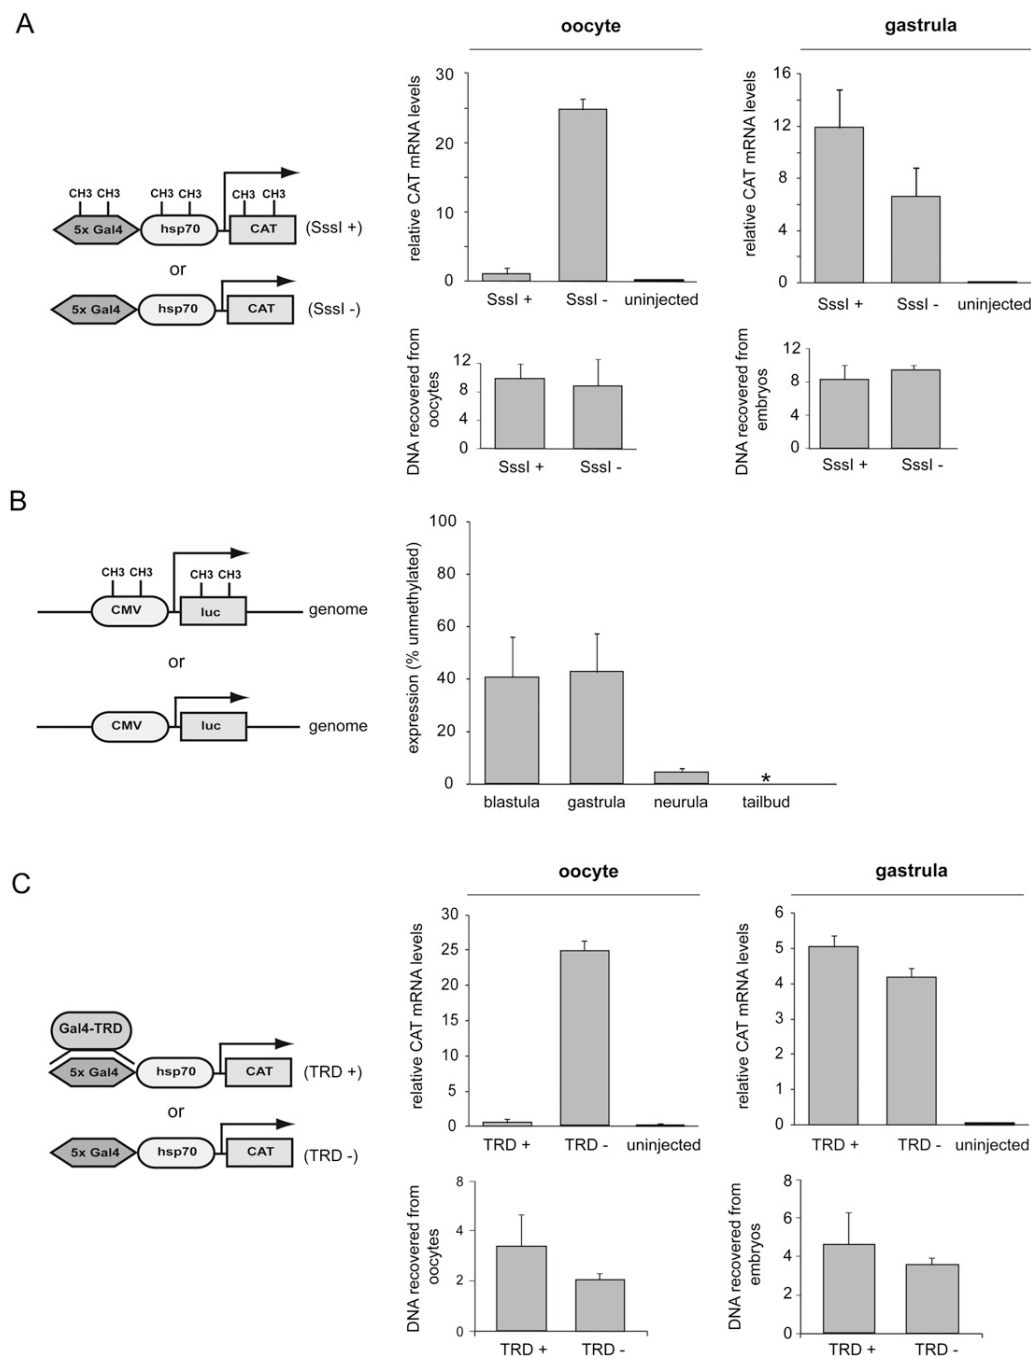 A
oocyte
gastrula
CH3 CH3 CH3 CH3 CH3 CH3
5x Gal4 hsp70 CAT (SssI +)
or
5x Gal4 hsp70 CAT (SssI -)
relative CAT mRNA levels
30
20
10
0
SssI + SssI - uninjected
relative CAT mRNA levels
16
12
8
4
0
SssI + SssI - uninjected
DNA recovered from
oocytes
12
8
4
0
SssI + SssI -
DNA recovered from
embryos
12
8
4
0
SssI + SssI -
B
CH3 CH3 CH3 CH3
CMV luc genome
or
CMV luc genome
expression (% unmethylated)
100
80
60
40
20
0
*
blastula gastrula neurula tailbud
C
oocyte
gastrula
Gal4-TRD
5x Gal4 hsp70 CAT (TRD +)
or
5x Gal4 hsp70 CAT (TRD -)
relative CAT mRNA levels
30
25
20
15
10
5
0
TRD + TRD - uninjected
relative CAT mRNA levels
6
5
4
3
2
1
0
TRD + TRD - uninjected
DNA recovered from
oocytes
8
4
2
0
TRD + TRD -
DNA recovered from
embryos
8
6
4
2
0
TRD + TRD -